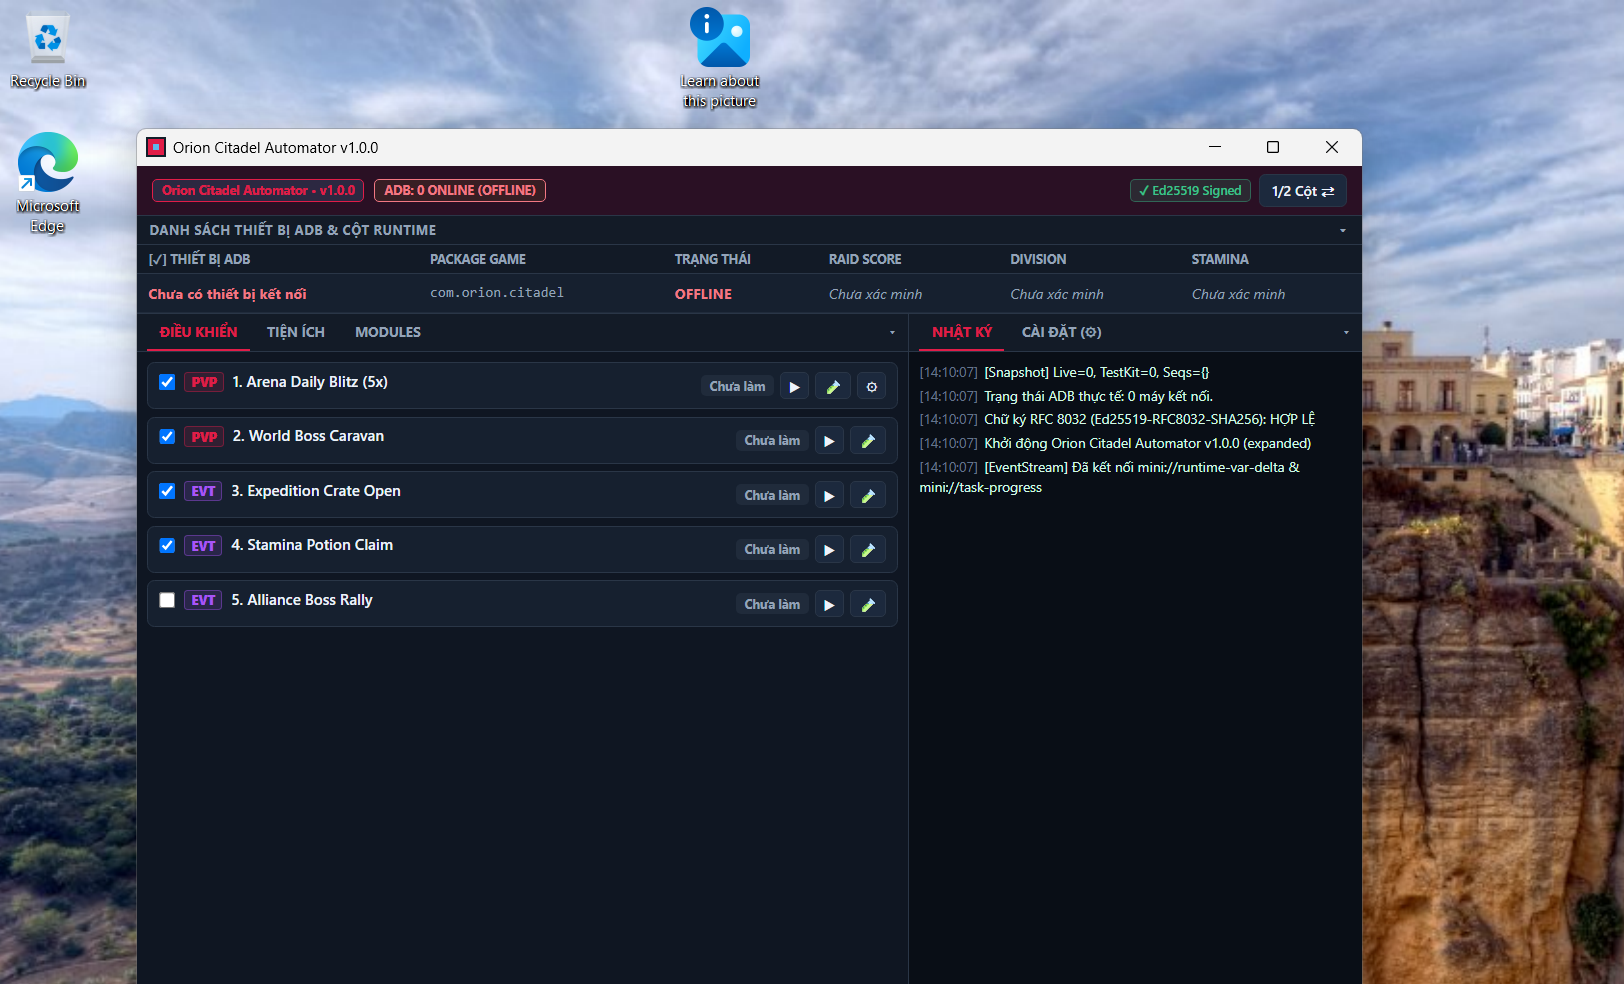 Recycle Bin
Learn about
this picture
Microsoft
Edge
Orion Citadel Automator v1.0.0
Orion Citadel Automator • v1.0.0
ADB: 0 ONLINE (OFFLINE)
✓ Ed25519 Signed
1/2 Cột ⇄
DANH SÁCH THIẾT BỊ ADB & CỘT RUNTIME
[✓] THIẾT BỊ ADB
PACKAGE GAME
TRẠNG THÁI
RAID SCORE
DIVISION
STAMINA
Chưa có thiết bị kết nối
com.orion.citadel
OFFLINE
Chưa xác minh
Chưa xác minh
Chưa xác minh
ĐIỀU KHIỂN
TIỆN ÍCH
MODULES
PVP
1. Arena Daily Blitz (5x)
Chưa làm
PVP
2. World Boss Caravan
Chưa làm
EVT
3. Expedition Crate Open
Chưa làm
EVT
4. Stamina Potion Claim
Chưa làm
EVT
5. Alliance Boss Rally
Chưa làm
NHẬT KÝ
CÀI ĐẶT (⚙)
[14:10:07] [Snapshot] Live=0, TestKit=0, Seqs={}
[14:10:07] Trạng thái ADB thực tế: 0 máy kết nối.
[14:10:07] Chữ ký RFC 8032 (Ed25519-RFC8032-SHA256): HỢP LỆ
[14:10:07] Khởi động Orion Citadel Automator v1.0.0 (expanded)
[14:10:07] [EventStream] Đã kết nối mini://runtime-var-delta &
mini://task-progress